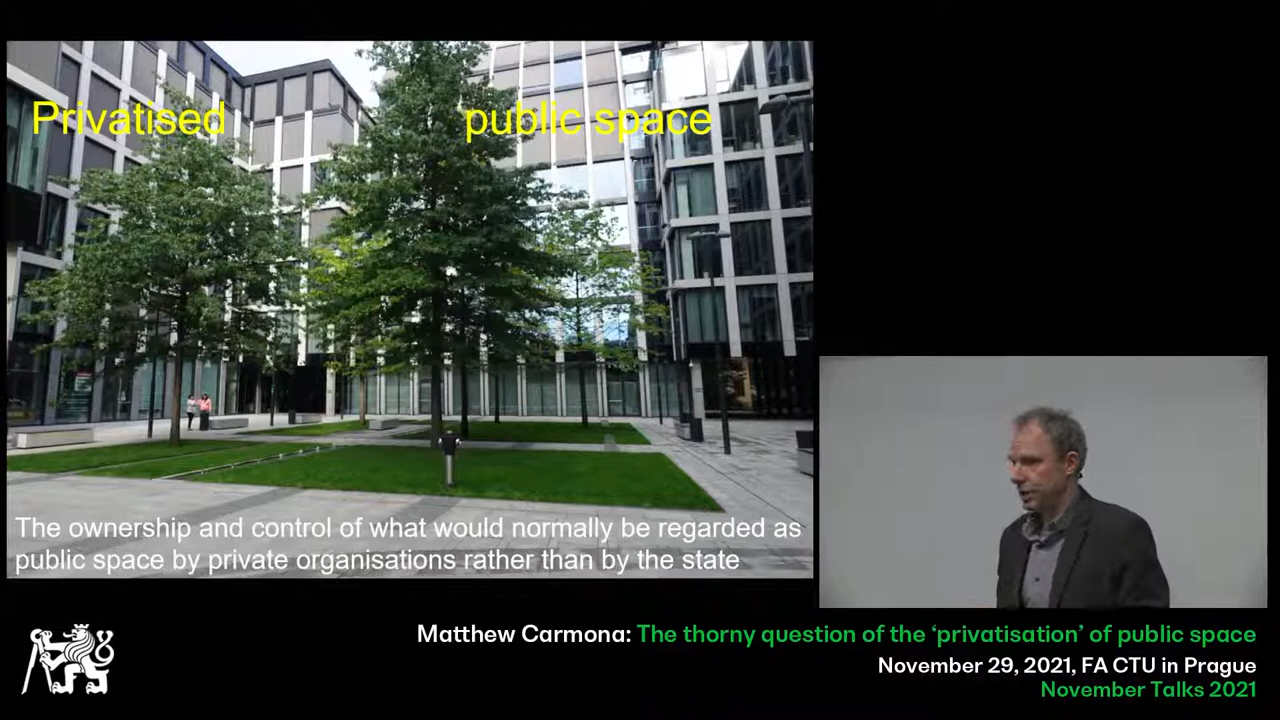 Privatised public space
The ownership and control of what would normally be regarded as
public space by private organisations rather than by the state
Matthew Carmona: The thorny question of the ‘privatisation’ of public space
November 29, 2021, FA CTU in Prague
November Talks 2021